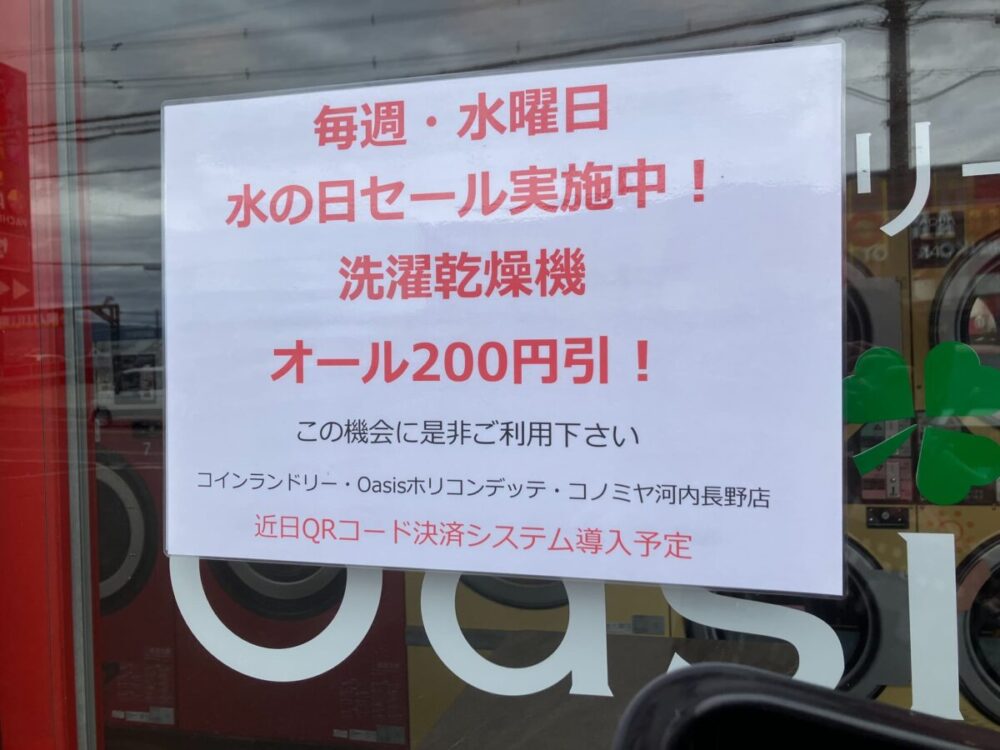 毎週・水曜日
水の日セール実施中！
洗濯乾燥機
オール200円引！
この機会に是非ご利用下さい
コインランドリー・Oasisホリコンデッテ・コノミヤ河内長野店
近日QRコード決済システム導入予定
リー
Oasi